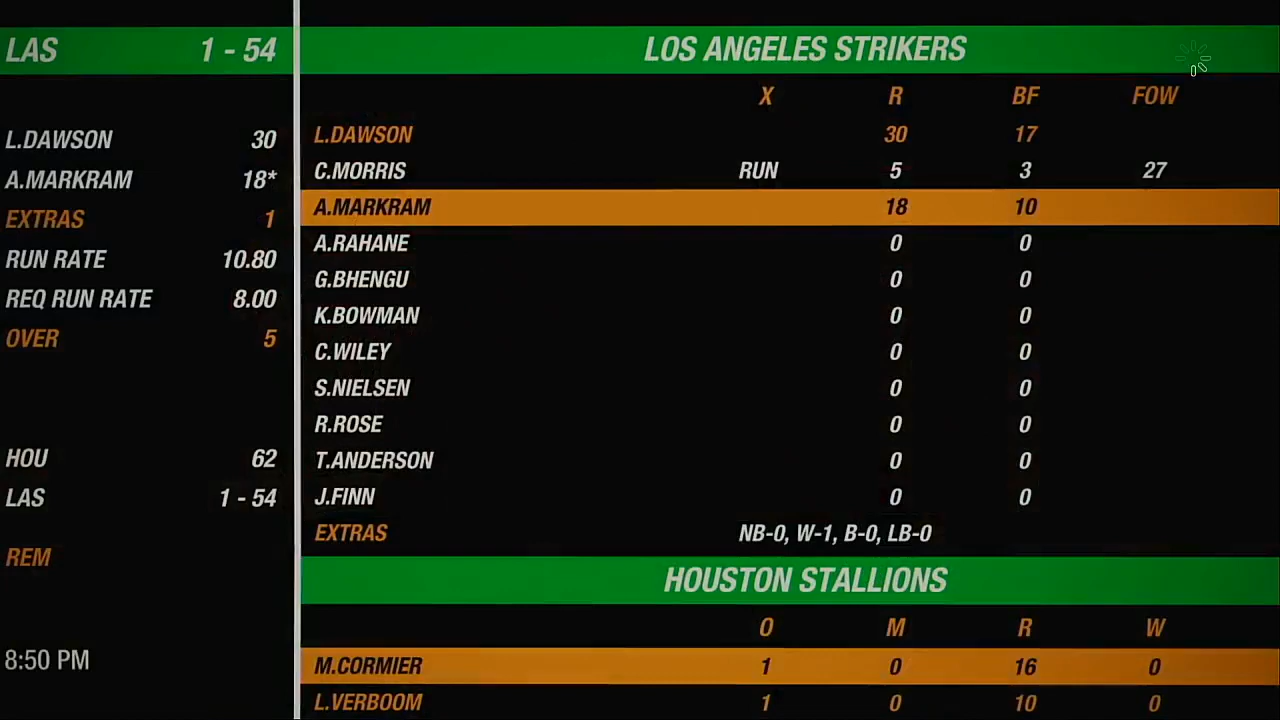 LAS 1 - 54
L.DAWSON 30
A.MARKRAM 18*
EXTRAS 1
RUN RATE 10.80
REQ RUN RATE 8.00
OVER 5
HOU 62
LAS 1 - 54
REM
8:50 PM
LOS ANGELES STRIKERS
X R BF FOW
L.DAWSON 30 17
C.MORRIS RUN 5 3 27
A.MARKRAM 18 10
A.RAHANE 0 0
G.BHENGU 0 0
K.BOWMAN 0 0
C.WILEY 0 0
S.NIELSEN 0 0
R.ROSE 0 0
T.ANDERSON 0 0
J.FINN 0 0
EXTRAS NB-0, W-1, B-0, LB-0
HOUSTON STALLIONS
O M R W
M.CORMIER 1 0 16 0
L.VERBOOM 1 0 10 0